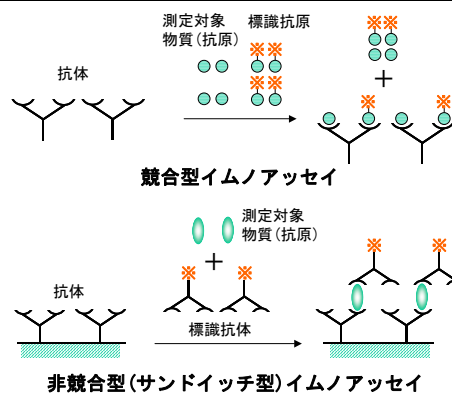 測定対象
物質(抗原)
標識抗原
抗体
競合型イムノアッセイ
測定対象
物質(抗原)
抗体
標識抗体
非競合型(サンドイッチ型)イムノアッセイ